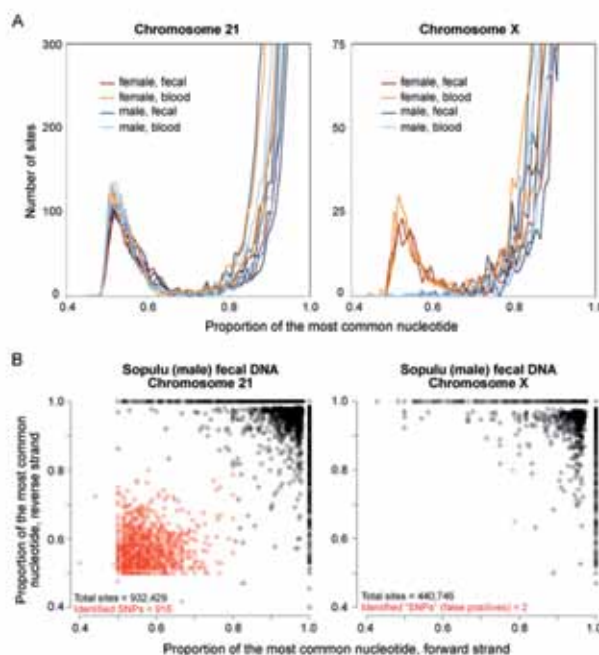 A
Chromosome 21
Chromosome X
Number of sites
300
200
100
0
75
50
25
0
female, fecal
female, blood
male, fecal
male, blood
female, fecal
female, blood
male, fecal
male, blood
0.4 0.6 0.8 1.0
0.4 0.6 0.8 1.0
Proportion of the most common nucleotide
B
Sopulu (male) fecal DNA
Chromosome 21
Sopulu (male) fecal DNA
Chromosome X
Proportion of the most common
nucleotide, reverse strand
1.0
0.8
0.6
0.4
Total sites = 932,429
Identified SNPs = 915
Total sites = 440,746
Identified "SNPs" (false positives) = 2
0.4 0.6 0.8 1.0
0.4 0.6 0.8 1.0
Proportion of the most common nucleotide, forward strand